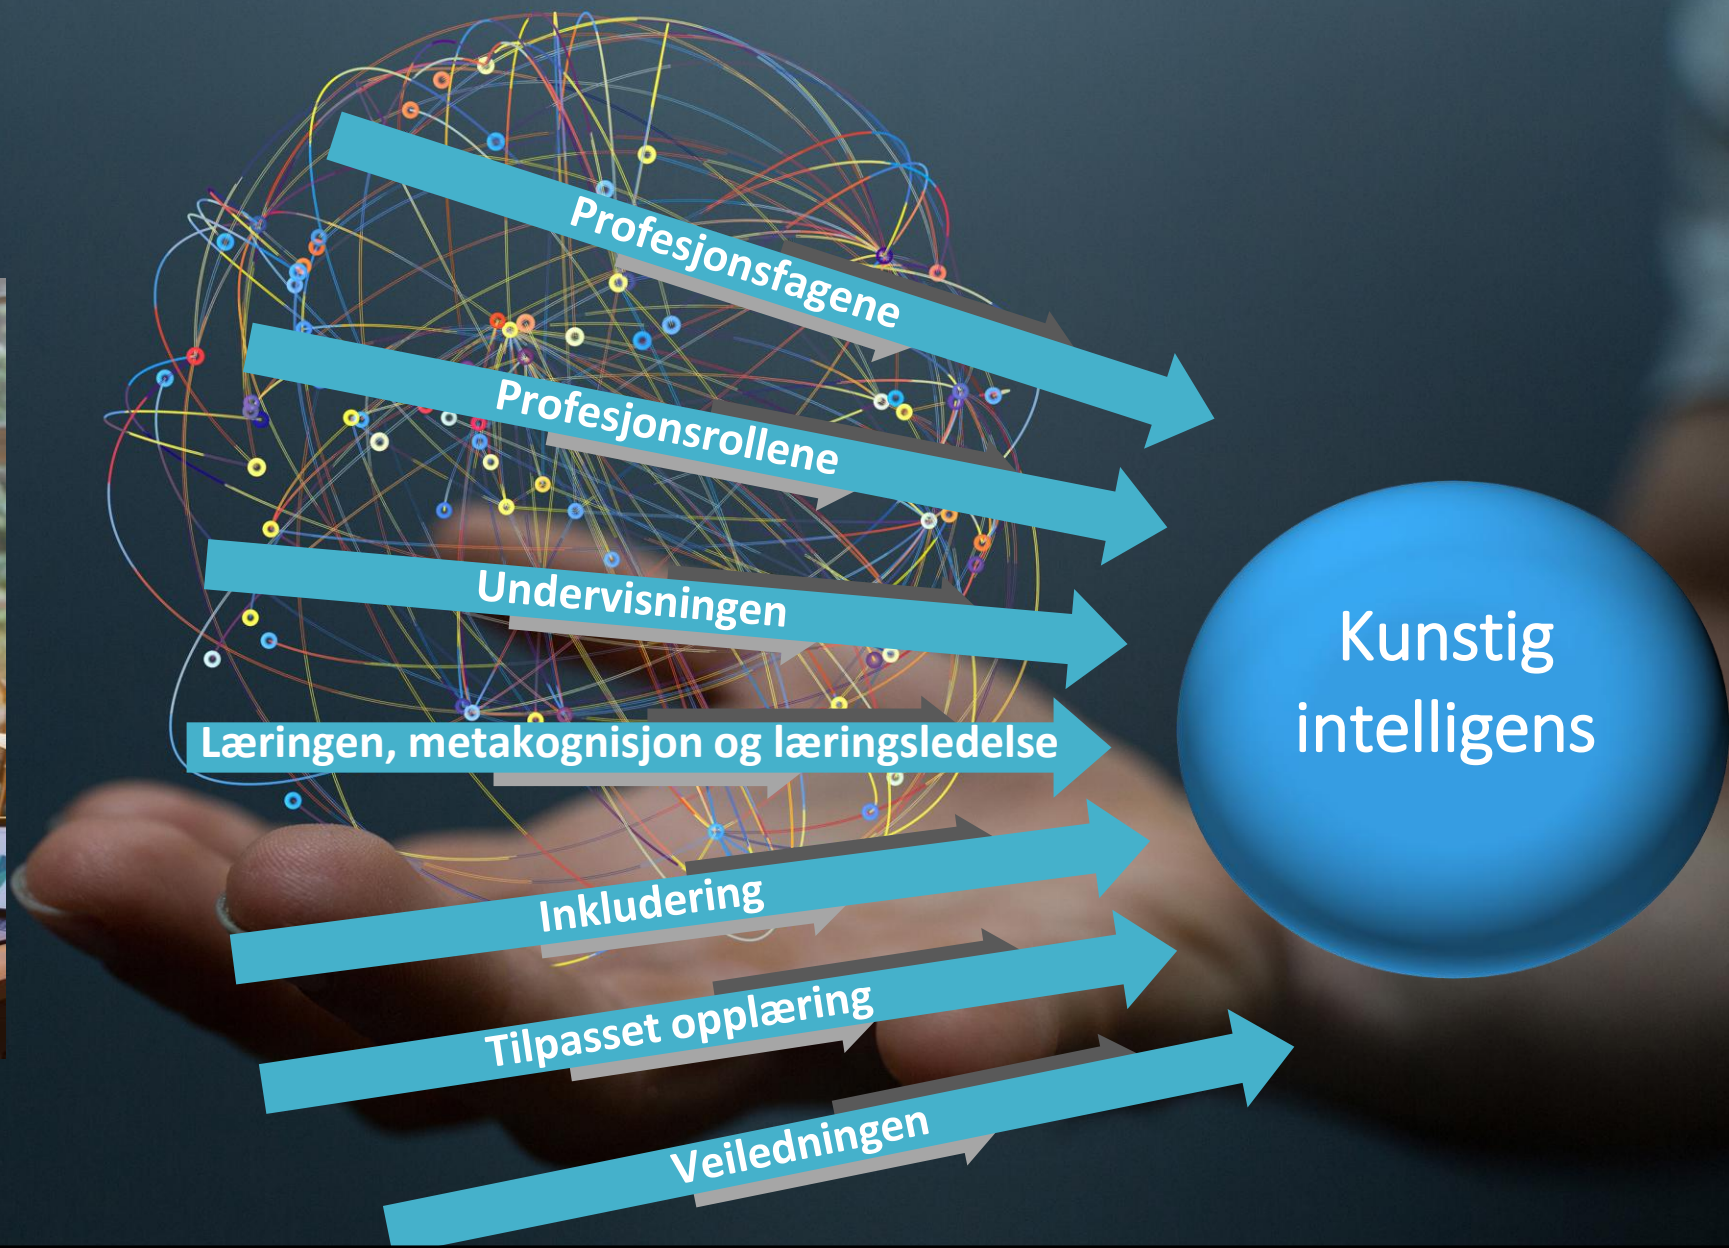 Profesjonsfagene
Profesjonsrollene
Undervisningen
Læringen, metakognisjon og læringsledelse
Inkludering
Tilpasset opplæring
Veiledningen
Kunstig
intelligens